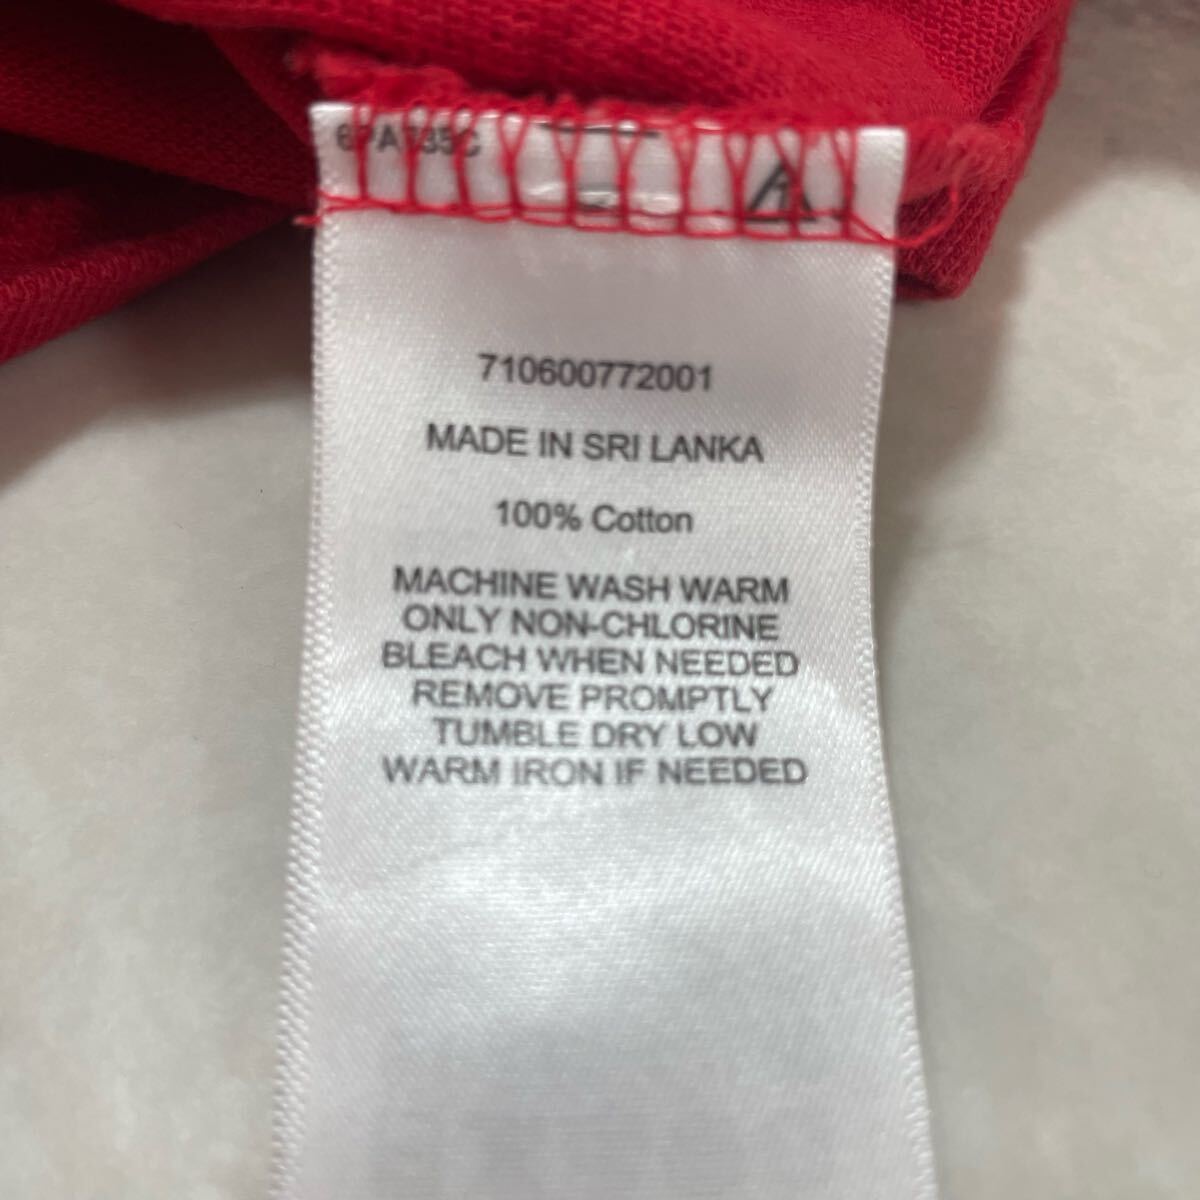 710600772001
MADE IN SRI LANKA
100% Cotton
MACHINE WASH WARM
ONLY NON-CHLORINE
BLEACH WHEN NEEDED
REMOVE PROMPTLY
TUMBLE DRY LOW
WARM IRON IF NEEDED